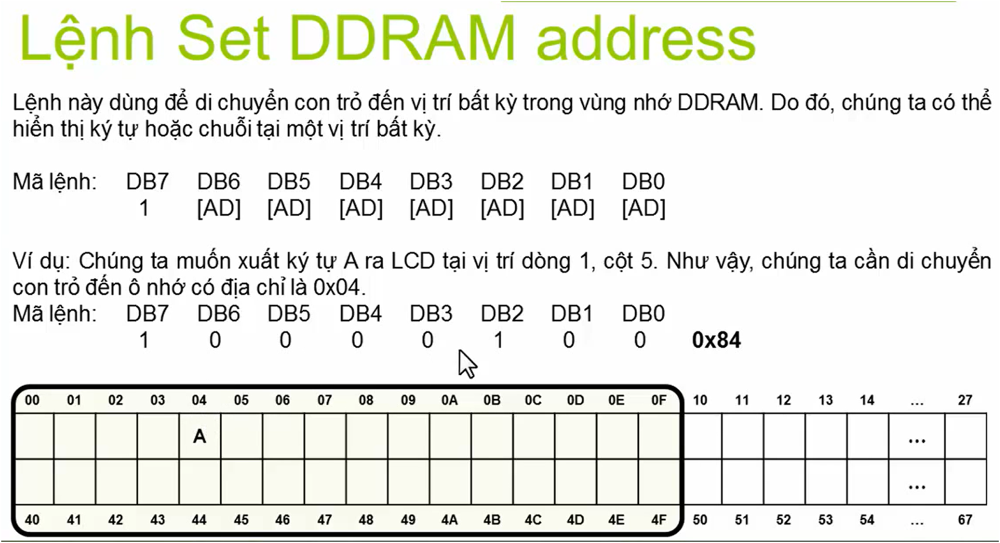 Lệnh Set DDRAM address
Lệnh này dùng để di chuyển con trỏ đến vị trí bất kỳ trong vùng nhớ DDRAM. Do đó, chúng ta có thể
hiển thị ký tự hoặc chuỗi tại một vị trí bất kỳ.
Mã lệnh: DB7 DB6 DB5 DB4 DB3 DB2 DB1 DB0
1 [AD] [AD] [AD] [AD] [AD] [AD] [AD]
Ví dụ: Chúng ta muốn xuất ký tự A ra LCD tại vị trí dòng 1, cột 5. Như vậy, chúng ta cần di chuyển
con trỏ đến ô nhớ có địa chỉ là 0x04.
Mã lệnh: DB7 DB6 DB5 DB4 DB3 DB2 DB1 DB0
1 0 0 0 0 1 0 0 0x84
00 01 02 03 04 05 06 07 08 09 0A 0B 0C 0D 0E 0F 10 11 12 13 14 ... 27
A ...
...
40 41 42 43 44 45 46 47 48 49 4A 4B 4C 4D 4E 4F 50 51 52 53 54 ... 67